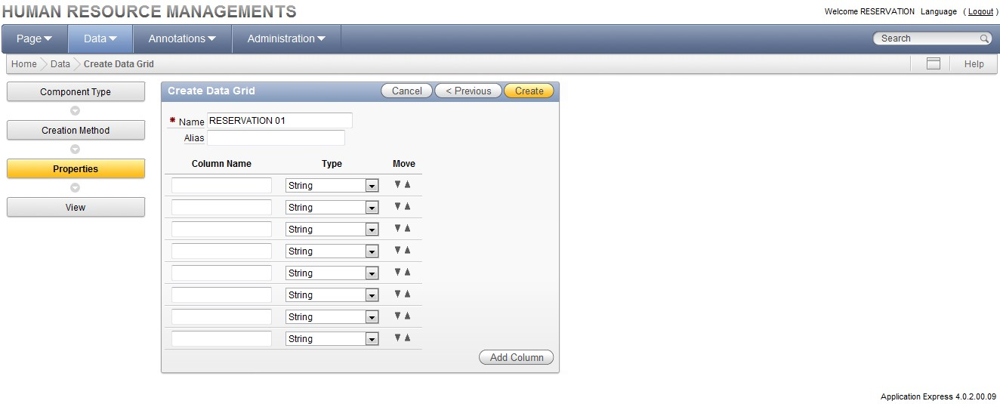 HUMAN RESOURCE MANAGEMENTS
Welcome RESERVATION Language ( Logout )
Page Data Annotations Administration Search
Home Data Create Data Grid Help
Component Type
Creation Method
Properties
View
Create Data Grid Cancel < Previous Create
* Name RESERVATION 01
Alias
Column Name Type Move
String
String
String
String
String
String
String
String
Add Column
Application Express 4.0.2.00.09